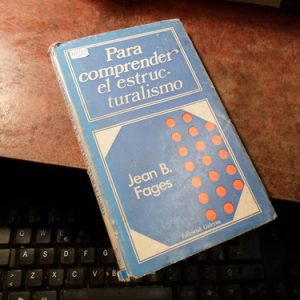 Para
comprender
el estruc-
turalismo
Jean B.
Fages
Editorial Galerna